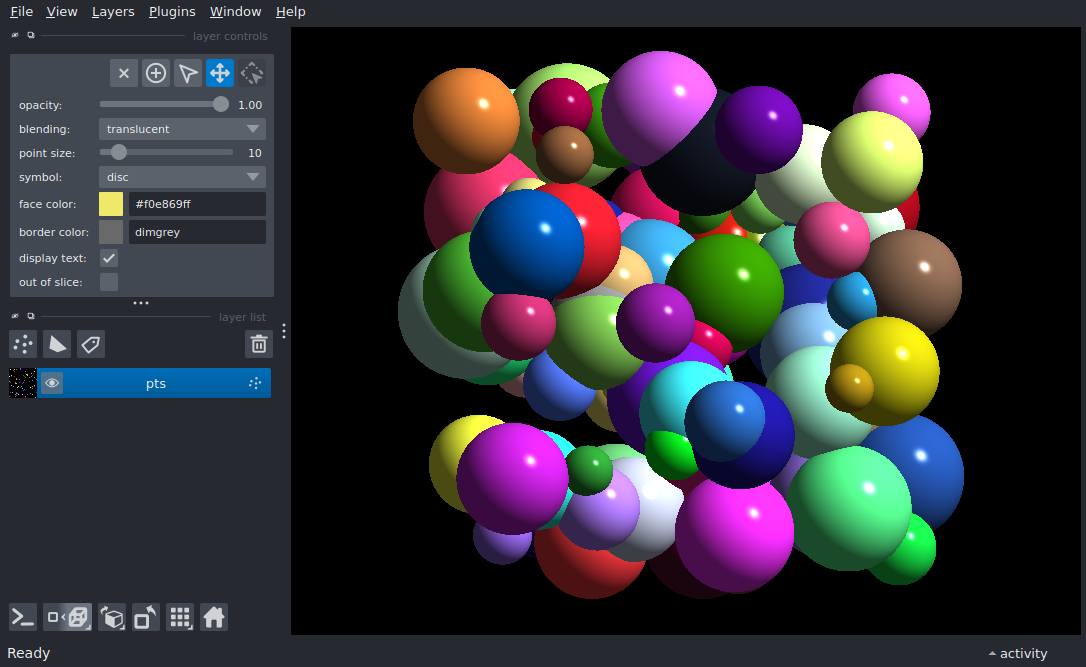 File View Layers Plugins Window Help
layer controls
opacity: 1.00
blending: translucent
point size: 10
symbol: disc
face color: #f0e869ff
border color: dimgrey
display text:
out of slice:
layer list
pts
Ready activity